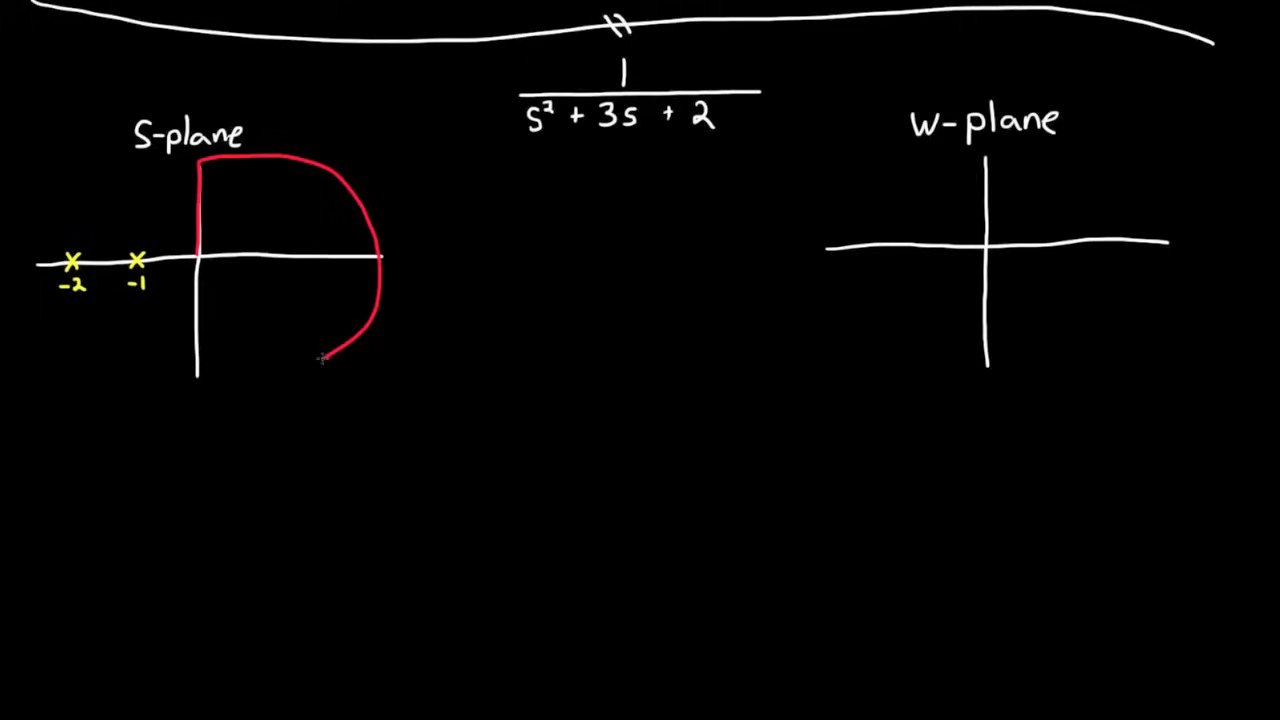 1
s² + 3s + 2
S-plane
w-plane
x x
-2 -1